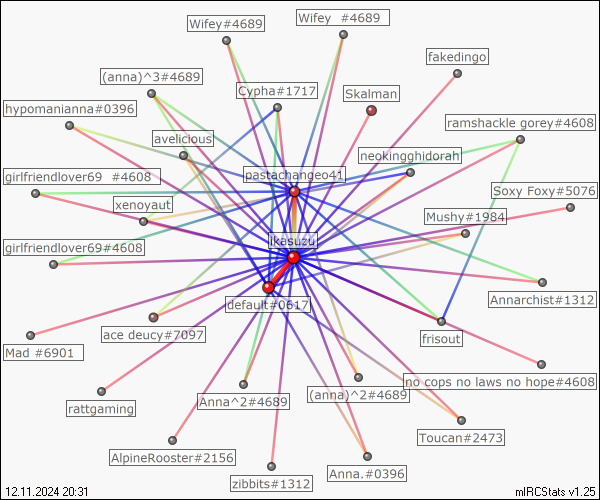 Wifey#4689
Wifey  #4689
fakedingo
(anna)^3#4689
Cypha#1717
Skalman
hypomanianna#0396
ramshackle gorey#4608
avelicious
neokingghidorah
girlfriendlover69  #4608
pastachangeo41
Soxy Foxy#5076
xenoyaut
Mushy#1984
girlfriendlover69#4608
ikasuzu
Annarchist#1312
default#0617
ace deucy#7097
frisout
Mad #6901
no cops no laws no hope#4608
rattgaming
Anna^2#4689
(anna)^2#4689
Toucan#2473
AlpineRooster#2156
zibbits#1312
Anna.#0396
12.11.2024 20:31
mIRCStats v1.25